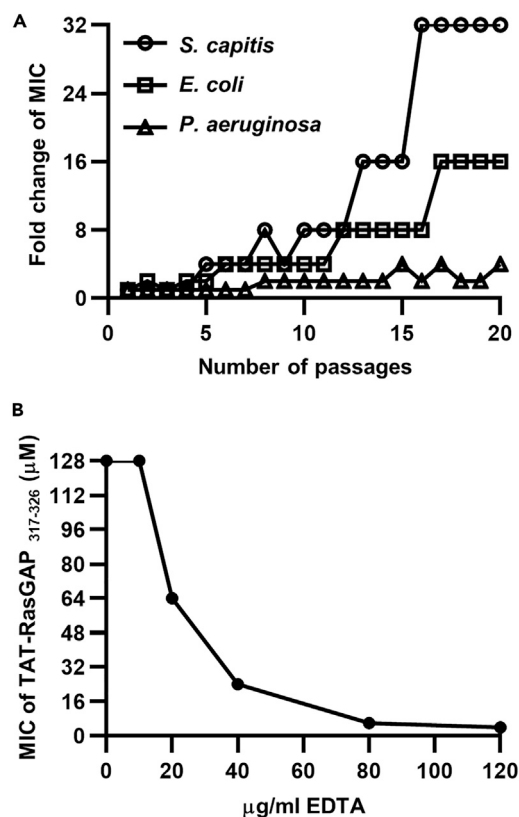 A
Fold change of MIC
32
24
16
8
0
S. capitis
E. coli
P. aeruginosa
0 5 10 15 20
Number of passages
B
MIC of TAT-RasGAP 317-326 (μM)
128
112
96
80
64
48
32
16
0
0 20 40 60 80 100 120
μg/ml EDTA